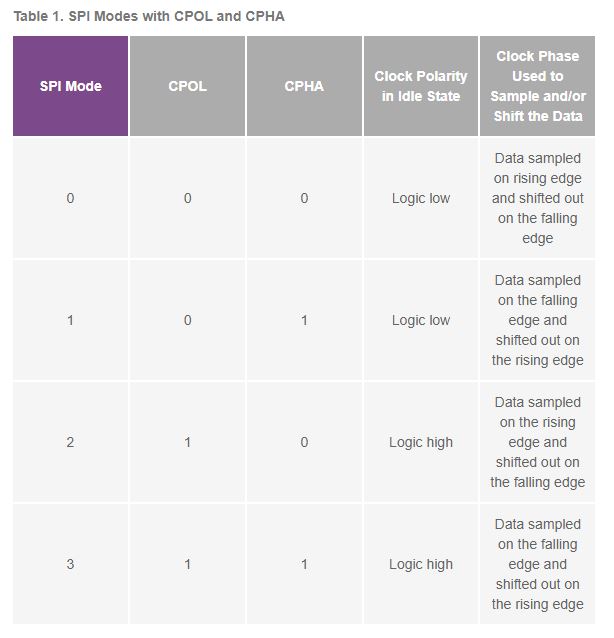 Table 1. SPI Modes with CPOL and CPHA
SPI Mode
CPOL
CPHA
Clock Polarity
in Idle State
Clock Phase
Used to
Sample and/or
Shift the Data
0
0
0
Logic low
Data sampled
on rising edge
and shifted out
on the falling
edge
1
0
1
Logic low
Data sampled
on the falling
edge and
shifted out on
the rising edge
2
1
0
Logic high
Data sampled
on the rising
edge and
shifted out on
the falling edge
3
1
1
Logic high
Data sampled
on the falling
edge and
shifted out on
the rising edge